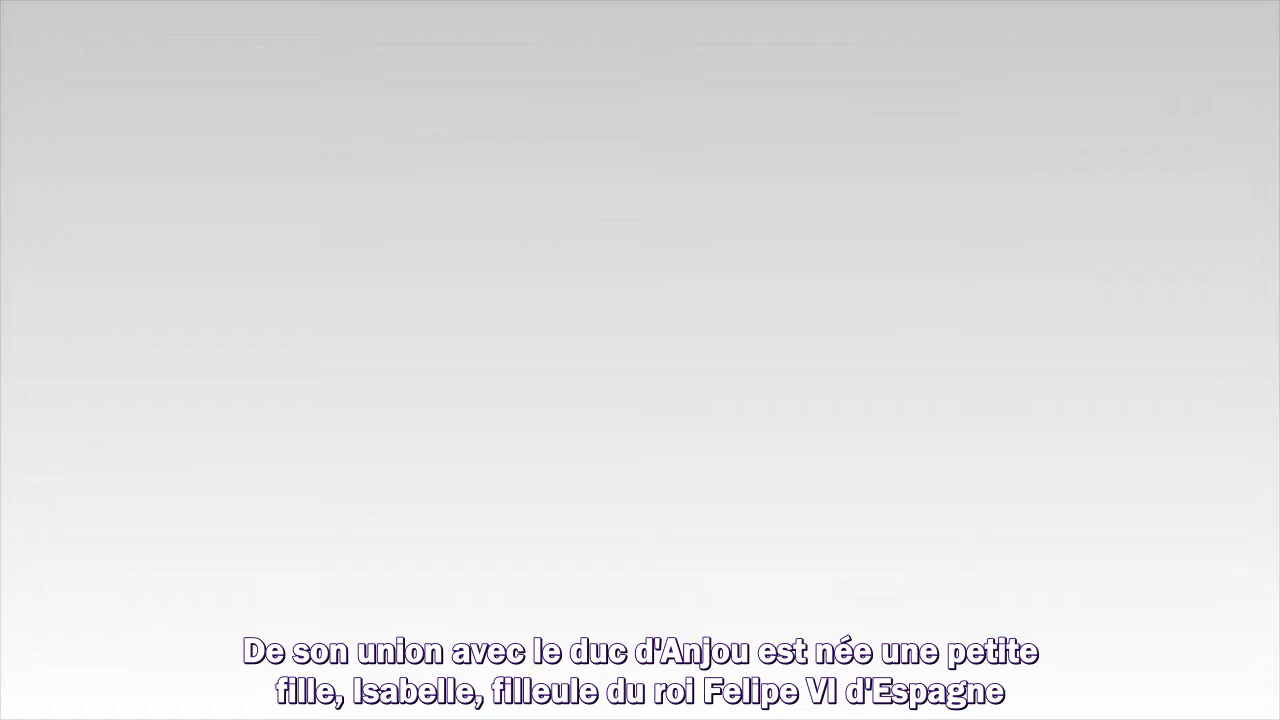 De son union avec le duc d'Anjou est née une petite
fille, Isabelle, filleule du roi Felipe VI d'Espagne